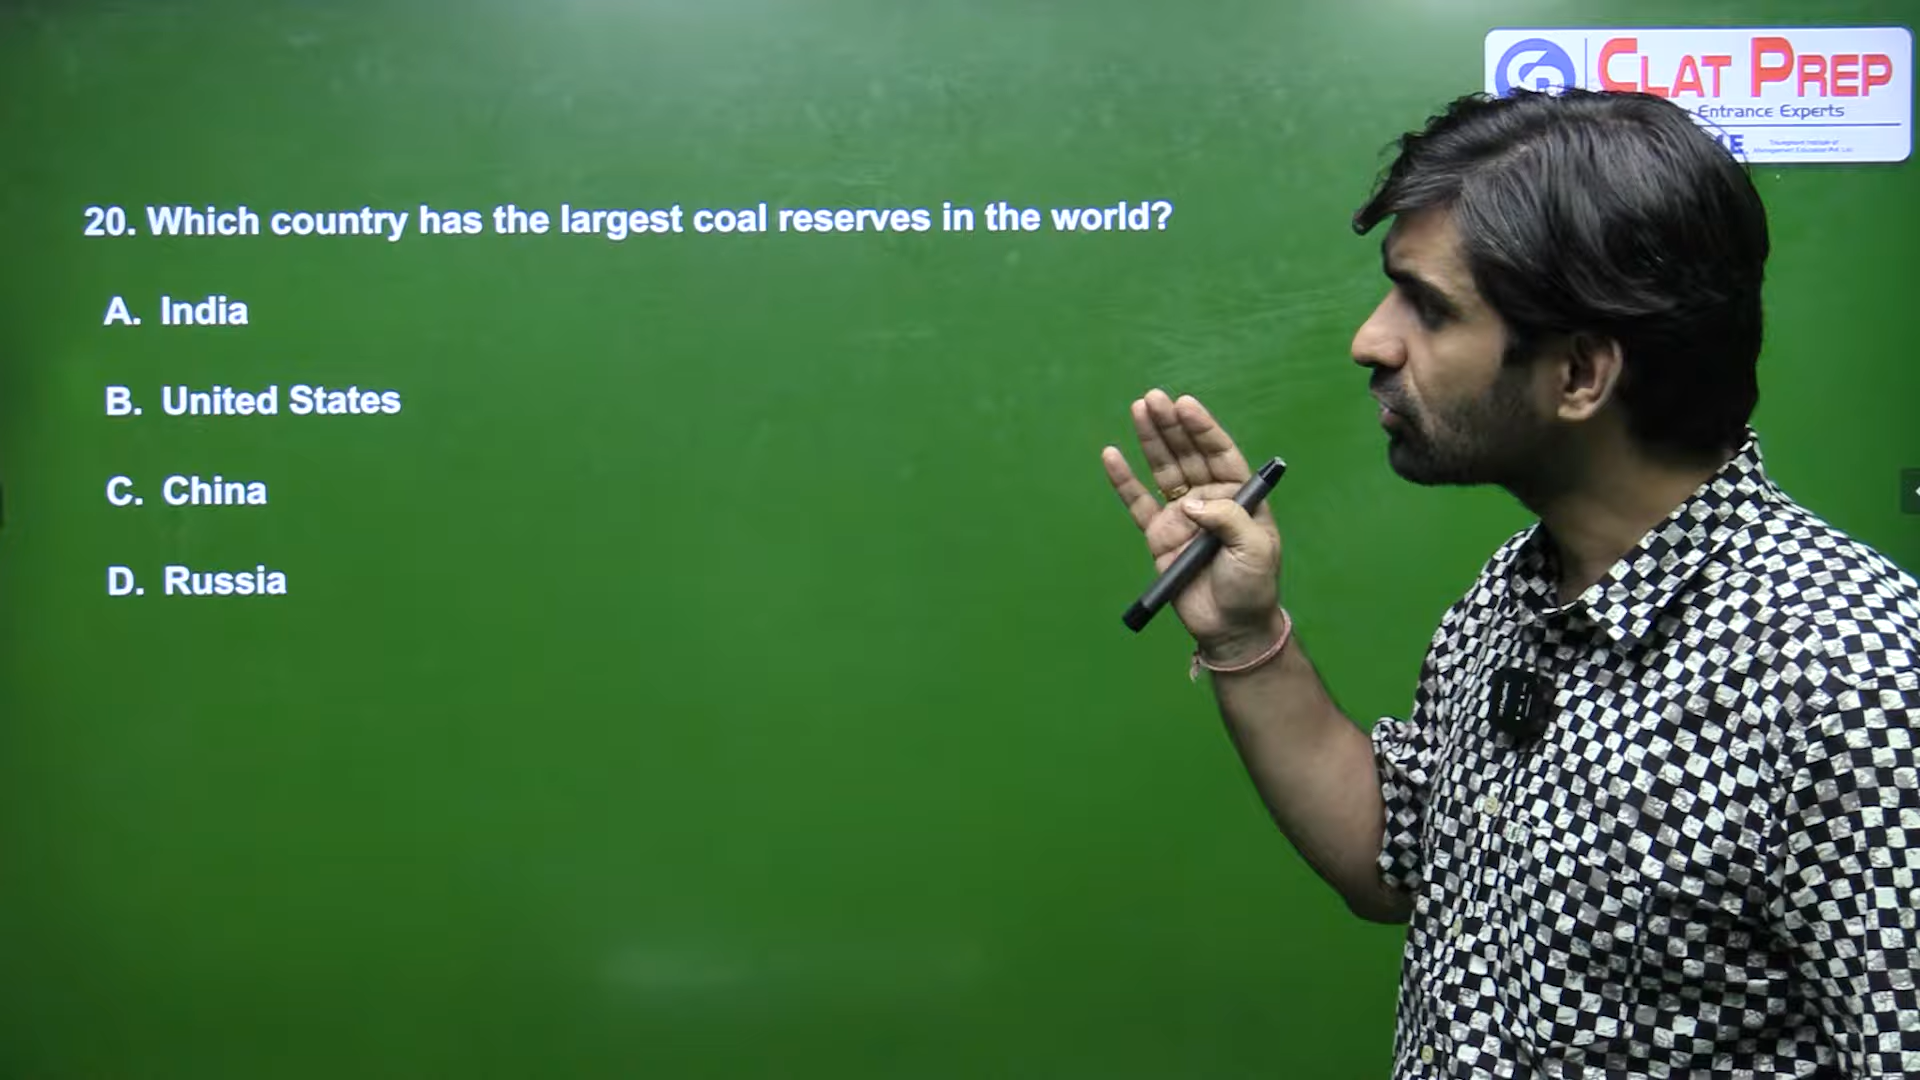 CLAT PREP
Entrance Experts
20. Which country has the largest coal reserves in the world?
A. India
B. United States
C. China
D. Russia